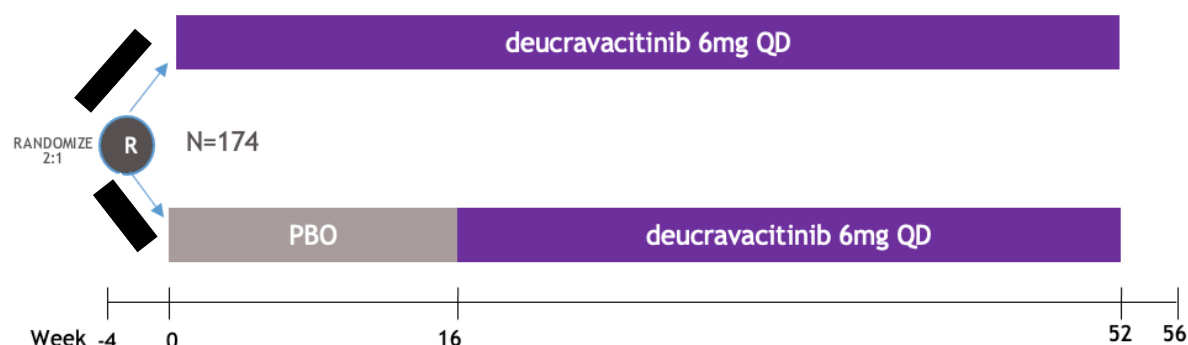 deucravacitinib 6mg QD
RANDOMIZE
2:1
R
N=174
PBO
deucravacitinib 6mg QD
Week -4 0 16 52 56